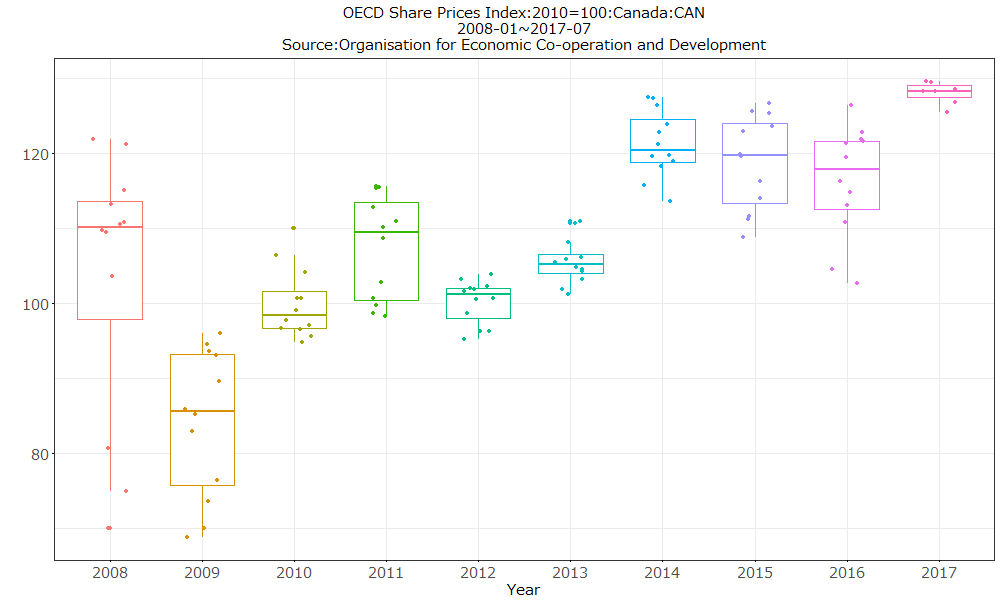 OECD Share Prices Index:2010=100:Canada:CAN
2008-01~2017-07
Source:Organisation for Economic Co-operation and Development
120
100
80
2008 2009 2010 2011 2012 2013 2014 2015 2016 2017
Year